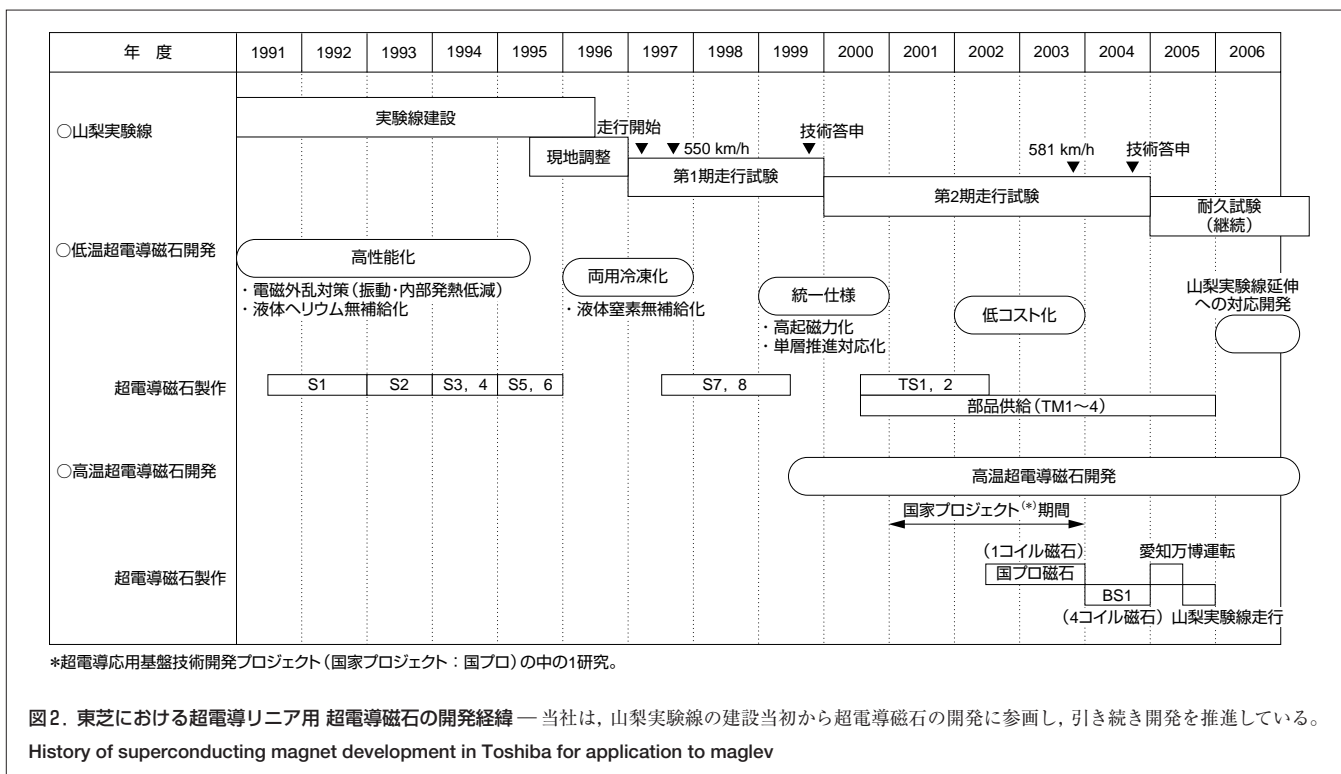 年 度 1991 1992 1993 1994 1995 1996 1997 1998 1999 2000 2001 2002 2003 2004 2005 2006
○山梨実験線
実験線建設
現地調整
走行開始
550 km/h
技術答申
第1期走行試験
581 km/h
技術答申
第2期走行試験
耐久試験
(継続)
○低温超電導磁石開発
高性能化
・電磁外乱対策(振動・内部発熱低減)
・液体ヘリウム無補給化
両用冷凍化
・液体窒素無補給化
統一仕様
・高起磁力化
・単層推進対応化
低コスト化
山梨実験線延伸
への対応開発
超電導磁石製作
S1 S2 S3,4 S5,6 S7,8 TS1,2
部品供給(TM1〜4)
○高温超電導磁石開発
高温超電導磁石開発
国家プロジェクト(*)期間
超電導磁石製作
(1コイル磁石)
国プロ磁石
愛知万博運転
BS1
(4コイル磁石)
山梨実験線走行
*超電導応用基盤技術開発プロジェクト(国家プロジェクト:国プロ)の中の1研究。
図2.東芝における超電導リニア用 超電導磁石の開発経緯 — 当社は,山梨実験線の建設当初から超電導磁石の開発に参画し,引き続き開発を推進している。
History of superconducting magnet development in Toshiba for application to maglev